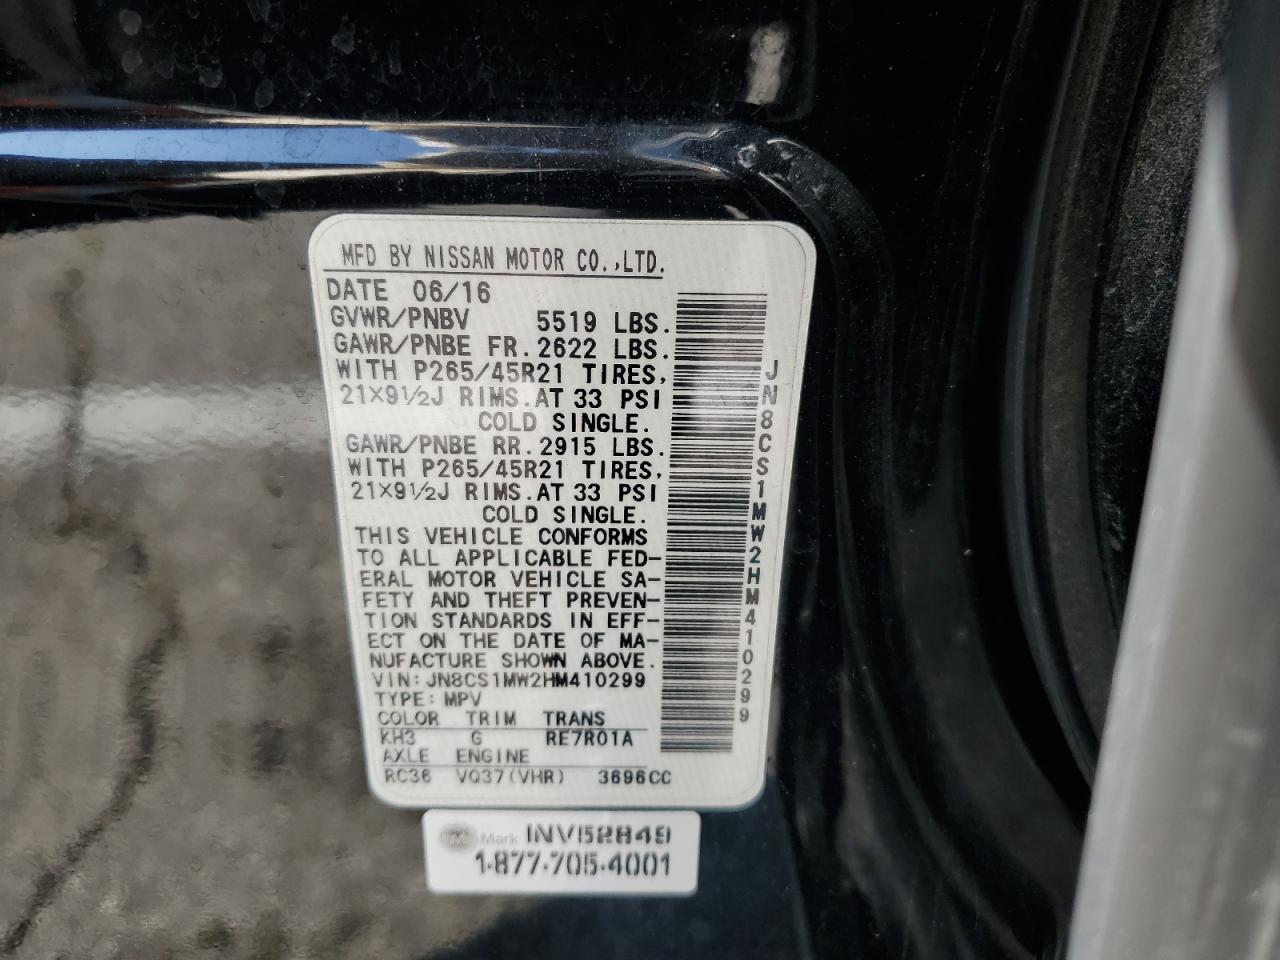 MFD BY NISSAN MOTOR CO.,LTD.
DATE 06/16
GVWR/PNBV 5519 LBS.
GAWR/PNBE FR. 2622 LBS.
WITH P265/45R21 TIRES,
21X9½J RIMS.AT 33 PSI
COLD SINGLE.
GAWR/PNBE RR. 2915 LBS.
WITH P265/45R21 TIRES,
21X9½J RIMS.AT 33 PSI
COLD SINGLE.
THIS VEHICLE CONFORMS
TO ALL APPLICABLE FED-
ERAL MOTOR VEHICLE SA-
FETY AND THEFT PREVEN-
TION STANDARDS IN EFF-
ECT ON THE DATE OF MA-
NUFACTURE SHOWN ABOVE.
VIN:JN8CS1MW2HM410299
TYPE:MPV
COLOR TRIM TRANS
KH3 G RE7R01A
AXLE ENGINE
RC36 VQ37(VHR) 3696CC
JN8CS1MW2HM410299
Mark INV52849
1-877-705-4001